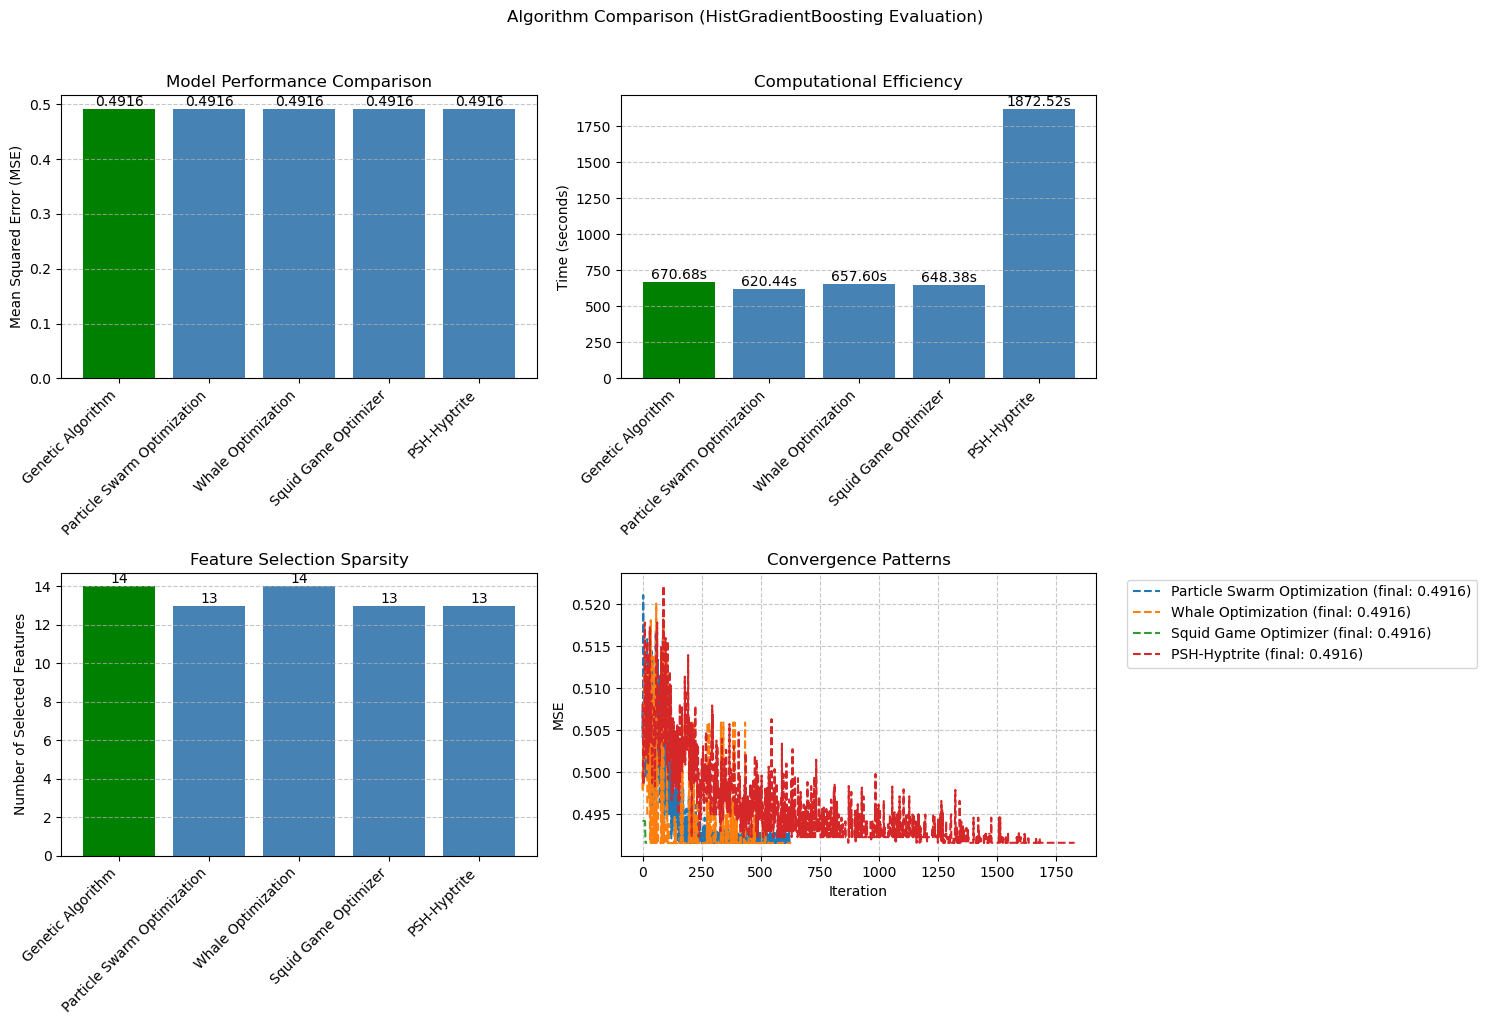 Algorithm Comparison (HistGradientBoosting Evaluation)
Model Performance Comparison
Mean Squared Error (MSE)
0.5
0.4
0.3
0.2
0.1
0.0
0.4916
0.4916
0.4916
0.4916
0.4916
Genetic Algorithm
Particle Swarm Optimization
Whale Optimization
Squid Game Optimizer
PSH-Hyptrite
Computational Efficiency
Time (seconds)
1750
1500
1250
1000
750
500
250
0
670.68s
620.44s
657.60s
648.38s
1872.52s
Genetic Algorithm
Particle Swarm Optimization
Whale Optimization
Squid Game Optimizer
PSH-Hyptrite
Feature Selection Sparsity
Number of Selected Features
14
12
10
8
6
4
2
0
14
13
14
13
13
Genetic Algorithm
Particle Swarm Optimization
Whale Optimization
Squid Game Optimizer
PSH-Hyptrite
Convergence Patterns
MSE
0.520
0.515
0.510
0.505
0.500
0.495
0
250
500
750
1000
1250
1500
1750
Iteration
Particle Swarm Optimization (final: 0.4916)
Whale Optimization (final: 0.4916)
Squid Game Optimizer (final: 0.4916)
PSH-Hyptrite (final: 0.4916)